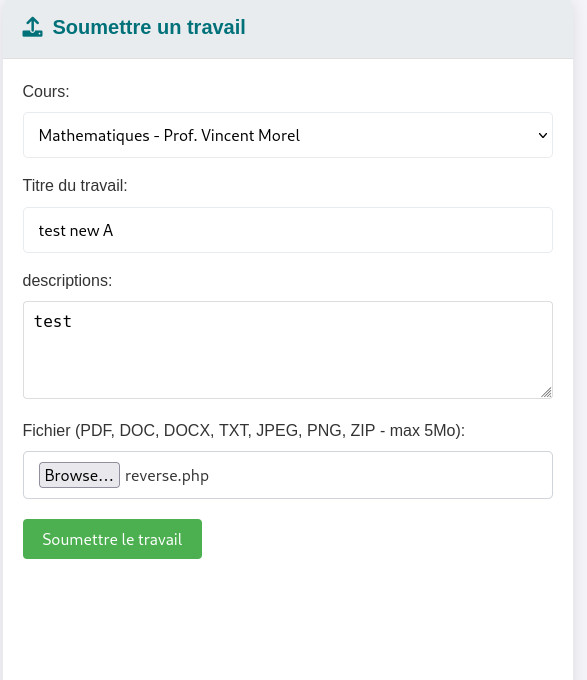 Soumettre un travail
Cours:
Mathematiques - Prof. Vincent Morel
Titre du travail:
test new A
descriptions:
test
Fichier (PDF, DOC, DOCX, TXT, JPEG, PNG, ZIP - max 5Mo):
Browse... reverse.php
Soumettre le travail